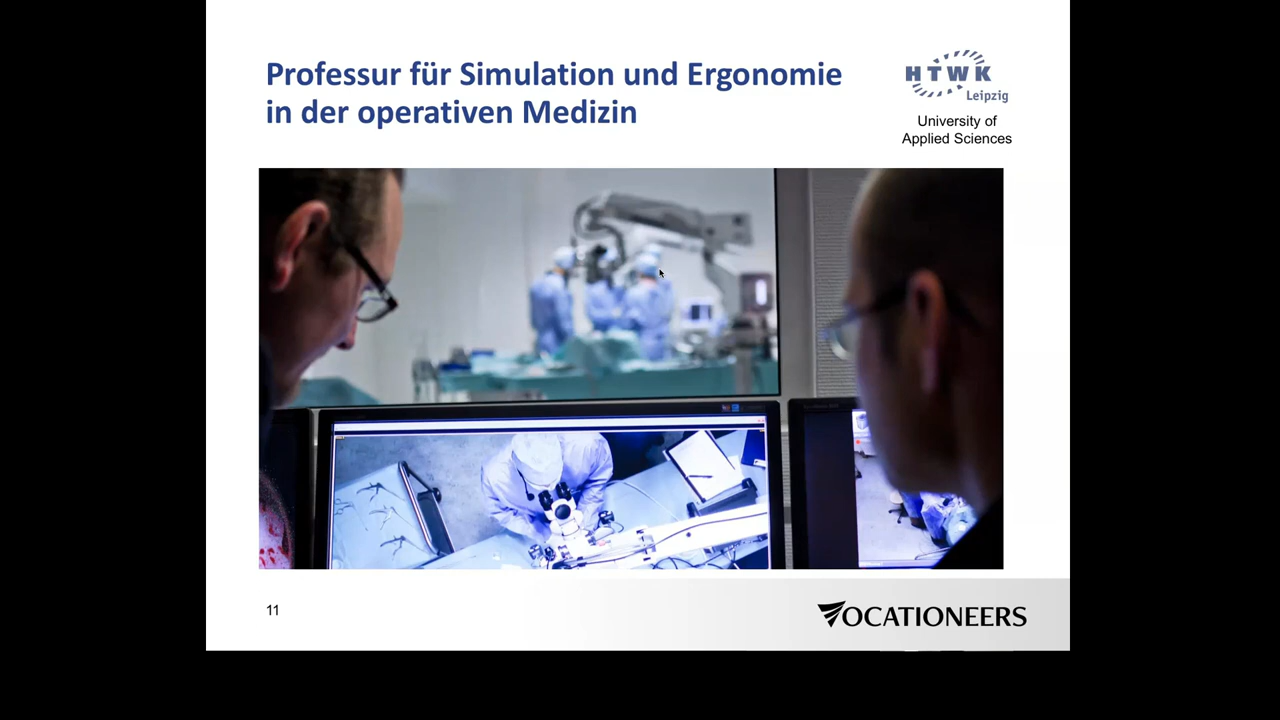 Professur für Simulation und Ergonomie
in der operativen Medizin
HTWK
Leipzig
University of
Applied Sciences
11
VOCATIONEERS